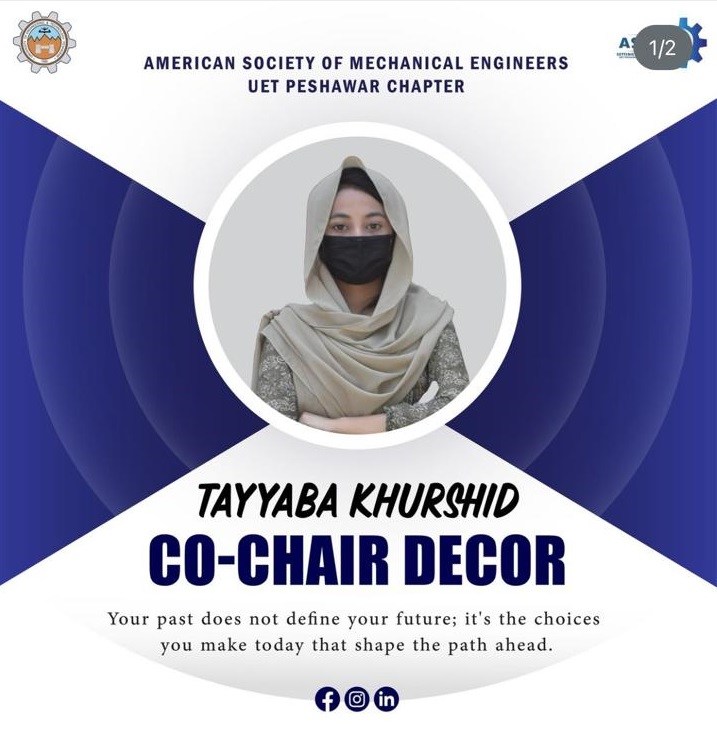 AMERICAN SOCIETY OF MECHANICAL ENGINEERS
UET PESHAWAR CHAPTER
1/2
TAYYABA KHURSHID
CO-CHAIR DECOR
Your past does not define your future; it's the choices
you make today that shape the path ahead.